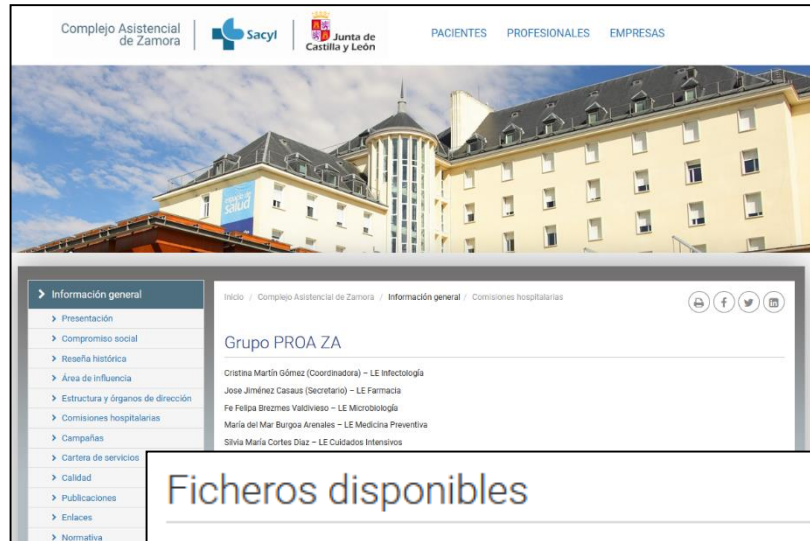 Complejo Asistencial
de Zamora
Sacyl
Junta de
Castilla y León
PACIENTES PROFESIONALES EMPRESAS
salud
Información general
Presentación
Compromiso social
Reseña histórica
Área de influencia
Estructura y órganos de dirección
Comisiones hospitalarias
Campañas
Cartera de servicios
Calidad
Publicaciones
Enlaces
Normativa
Inicio / Complejo Asistencial de Zamora / Información general / Comisiones hospitalarias
Grupo PROA ZA
Cristina Martín Gómez (Coordinadora) – LE Infectología
Jose Jiménez Casaus (Secretario) – LE Farmacia
Fe Felipa Brezmes Valdivieso – LE Microbiología
María del Mar Burgoa Arenales – LE Medicina Preventiva
Silvia María Cortes Diaz – LE Cuidados Intensivos
Ficheros disponibles